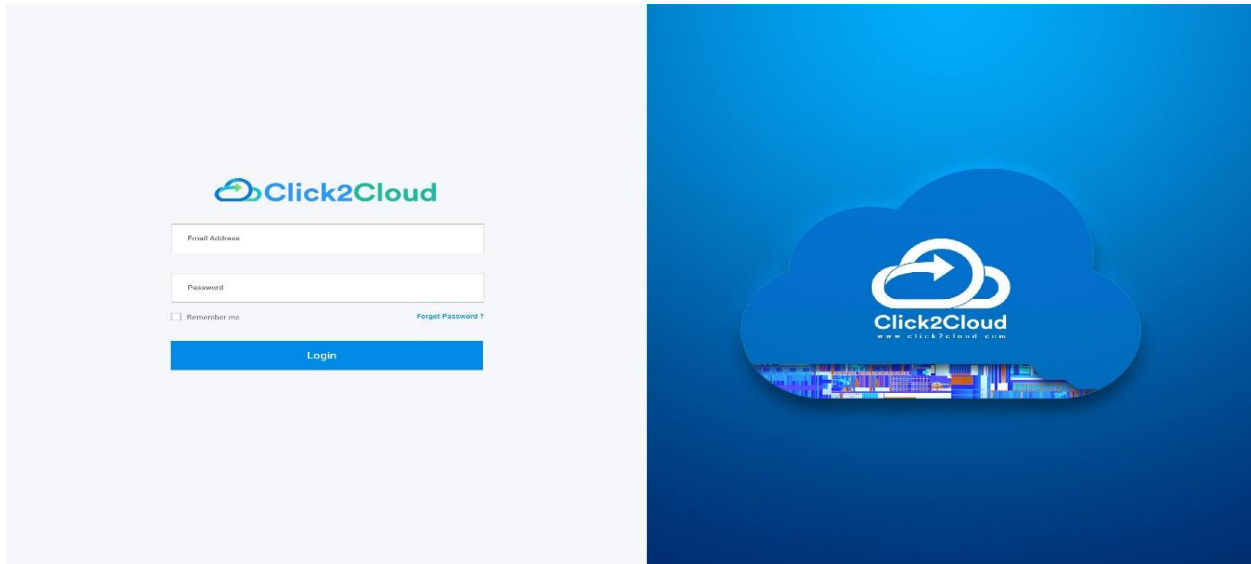 Click2Cloud
Email Address
Password
Remember me
Forget Password ?
Login
Click2Cloud
www.click2cloud.com